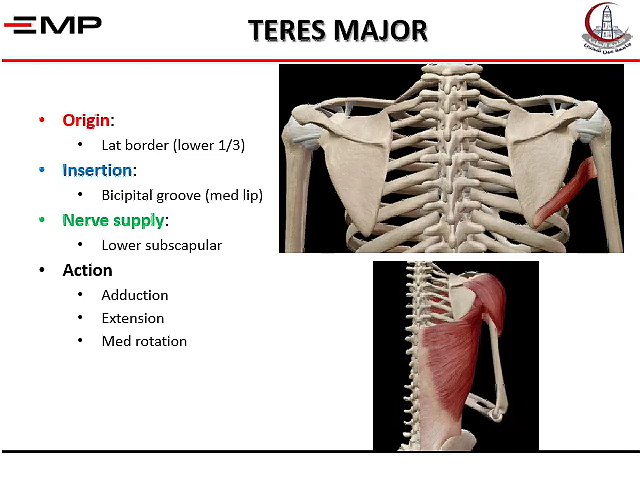 EMP
TERES MAJOR
• Origin:
• Lat border (lower 1/3)
• Insertion:
• Bicipital groove (med lip)
• Nerve supply:
• Lower subscapular
• Action
• Adduction
• Extension
• Med rotation